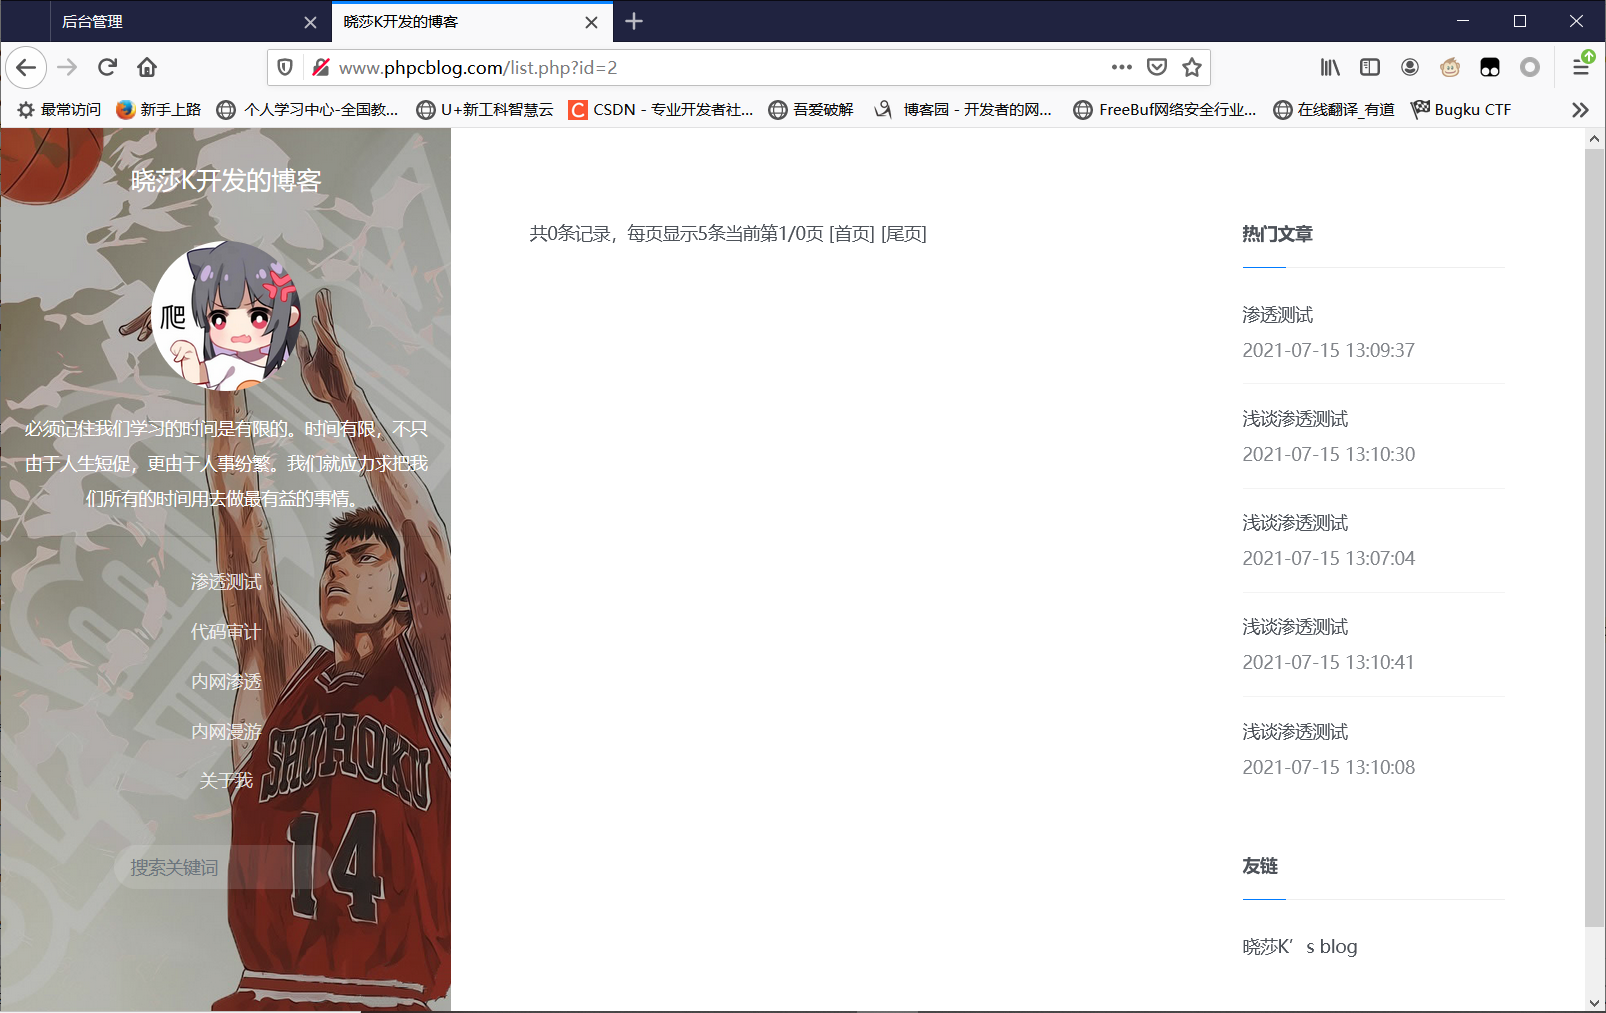 后台管理
晓莎K开发的博客
www.phpcblog.com/list.php?id=2
最常访问
新手上路
个人学习中心-全国教...
U+新工科智慧云
CSDN - 专业开发者社...
吾爱破解
博客园 - 开发者的网...
FreeBuf网络安全行业...
在线翻译_有道
Bugku CTF
晓莎K开发的博客
爬
必须记住我们学习的时间是有限的。时间有限，不只
由于人生短促，更由于人事纷繁。我们就应力求把我
们所有的时间用去做最有益的事情。
渗透测试
代码审计
内网渗透
内网漫游
关于我
搜索关键词
SHOHOKU
14
共0条记录，每页显示5条当前第1/0页 [首页] [尾页]
热门文章
渗透测试
2021-07-15 13:09:37
浅谈渗透测试
2021-07-15 13:10:30
浅谈渗透测试
2021-07-15 13:07:04
浅谈渗透测试
2021-07-15 13:10:41
浅谈渗透测试
2021-07-15 13:10:08
友链
晓莎K’s blog